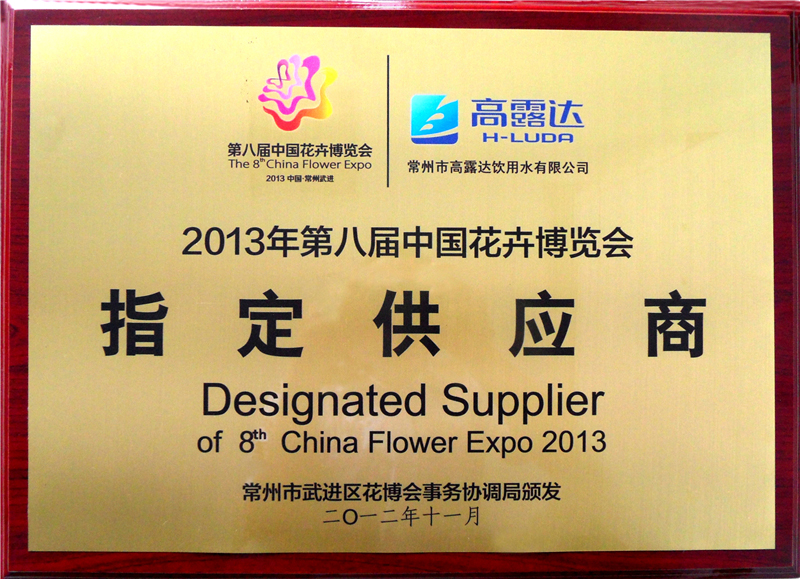 第八届中国花卉博览会
The 8th China Flower Expo
2013 中国·常州武进
高露达
H-LUDA
常州市高露达饮用水有限公司
2013年第八届中国花卉博览会
指定供应商
Designated Supplier
of 8th China Flower Expo 2013
常州市武进区花博会事务协调局颁发
二〇一二年十一月